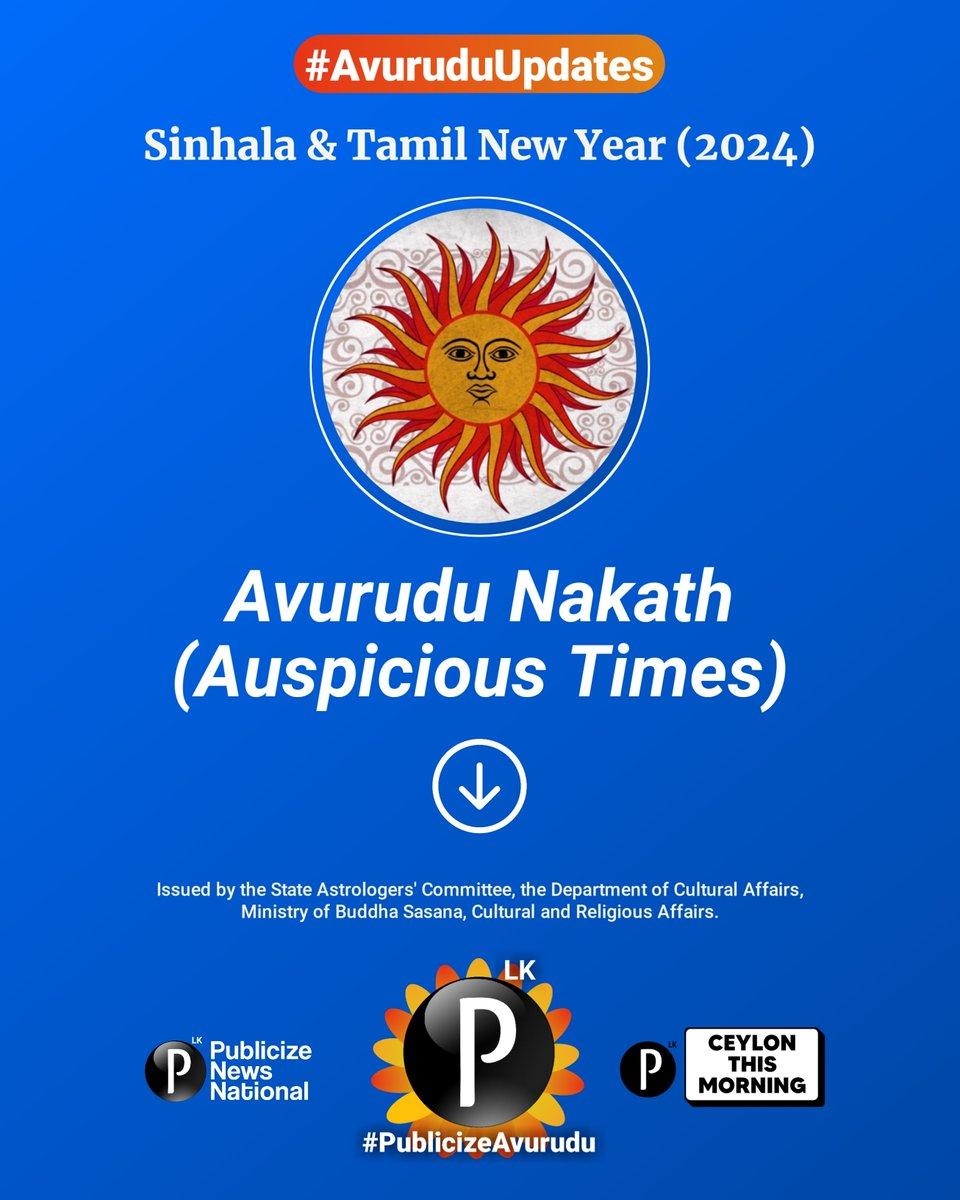 #AvuruduUpdates
Sinhala & Tamil New Year (2024)
Avurudu Nakath
(Auspicious Times)
Issued by the State Astrologers' Committee, the Department of Cultural Affairs,
Ministry of Buddha Sasana, Cultural and Religious Affairs.
P LK
Publicize
News
National
P LK
#PublicizeAvurudu
P LK
CEYLON
THIS
MORNING